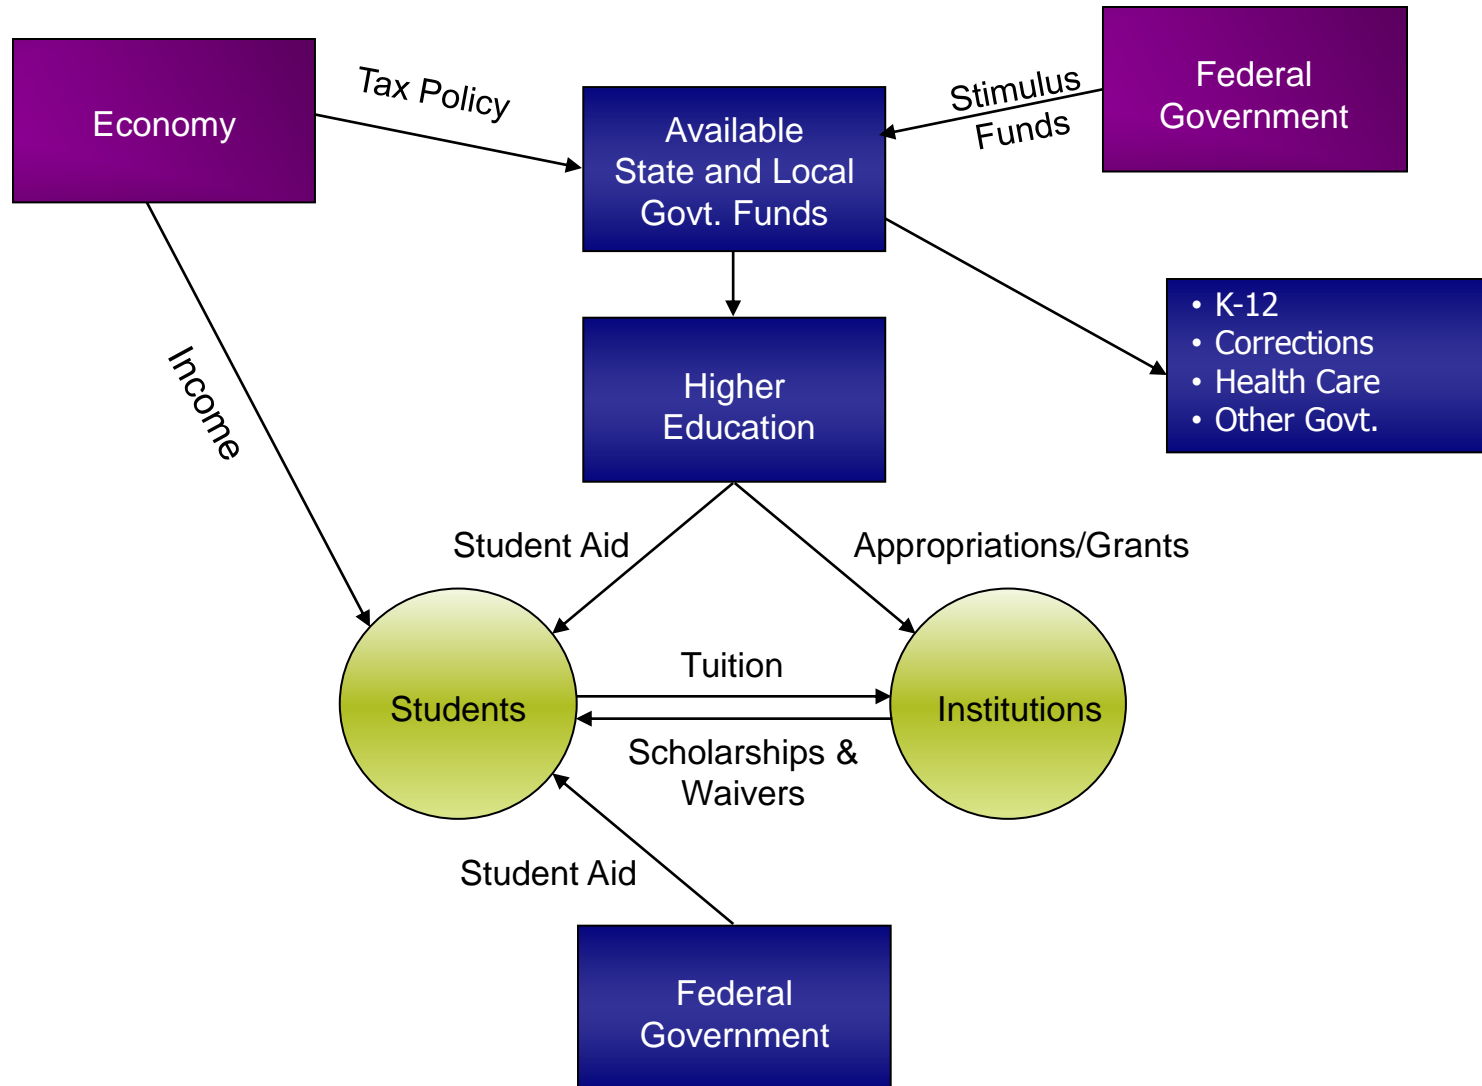 Economy
Tax Policy
Available
State and Local
Govt. Funds
Stimulus
Funds
Federal
Government
• K-12
• Corrections
• Health Care
• Other Govt.
Income
Higher
Education
Student Aid
Appropriations/Grants
Students
Tuition
Institutions
Scholarships &
Waivers
Student Aid
Federal
Government